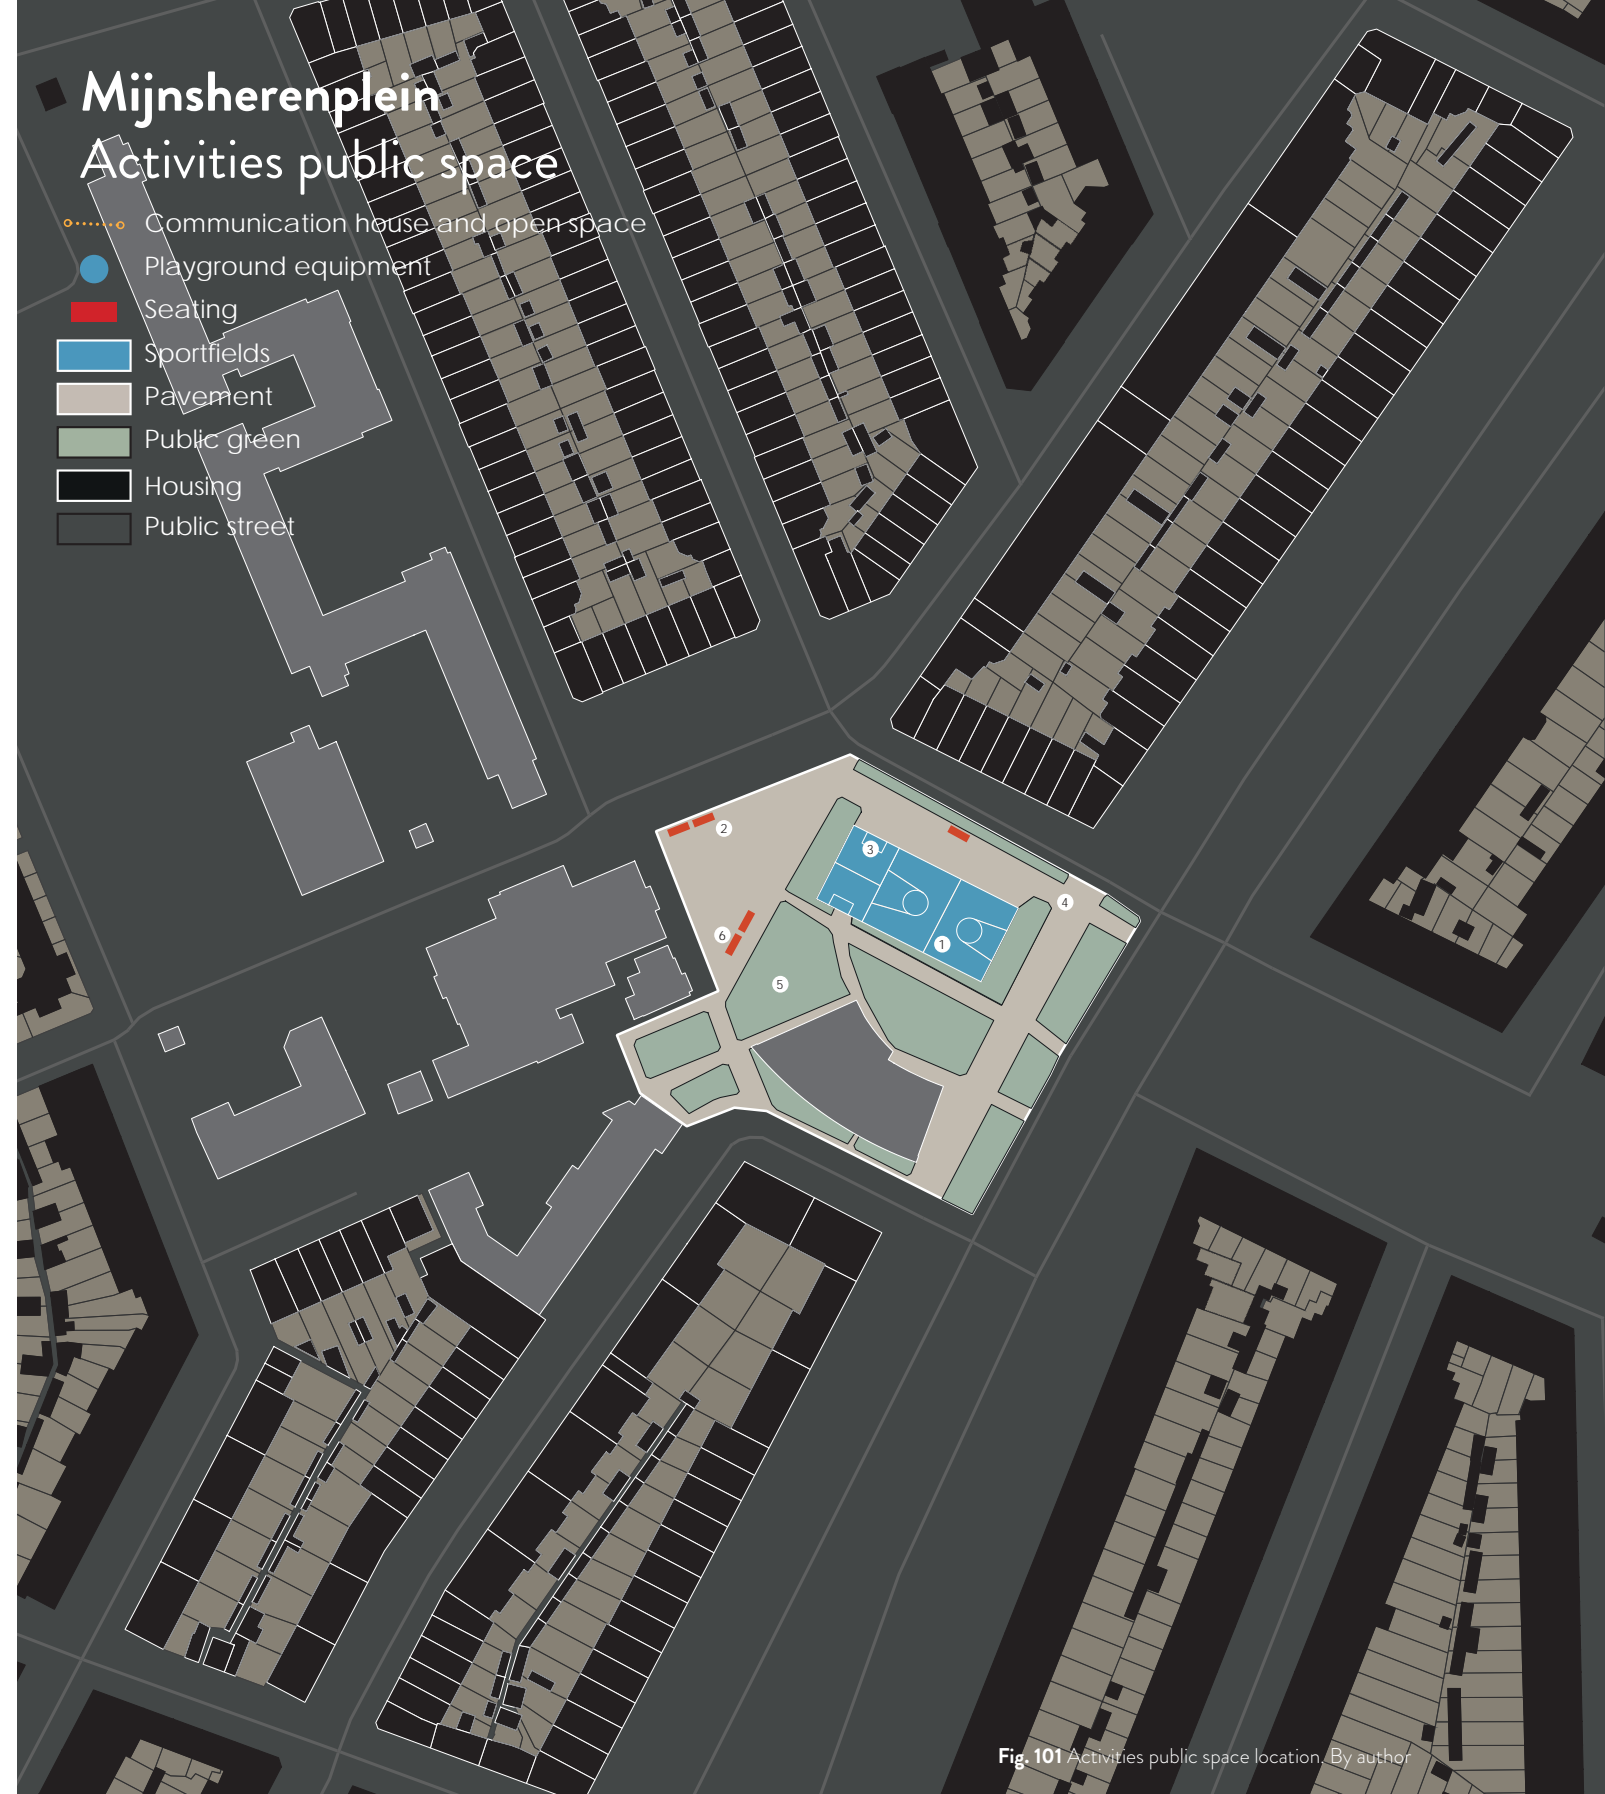 Mijnsherenplein
Activities public space
Communication house and open space
Playground equipment
Seating
Sportfields
Pavement
Public green
Housing
Public street
2
3
4
6
1
5
Fig. 101 Activities public space location. By author